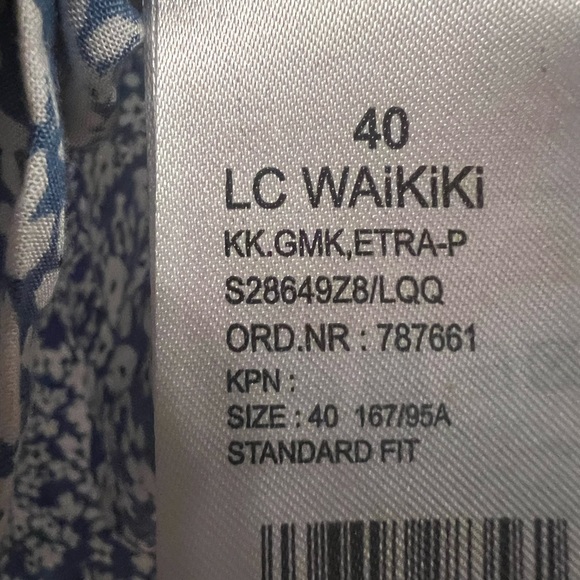 40
LC WAiKiKi
KK.GMK,ETRA-P
S28649Z8/LQQ
ORD.NR : 787661
KPN :
SIZE : 40 167/95A
STANDARD FIT